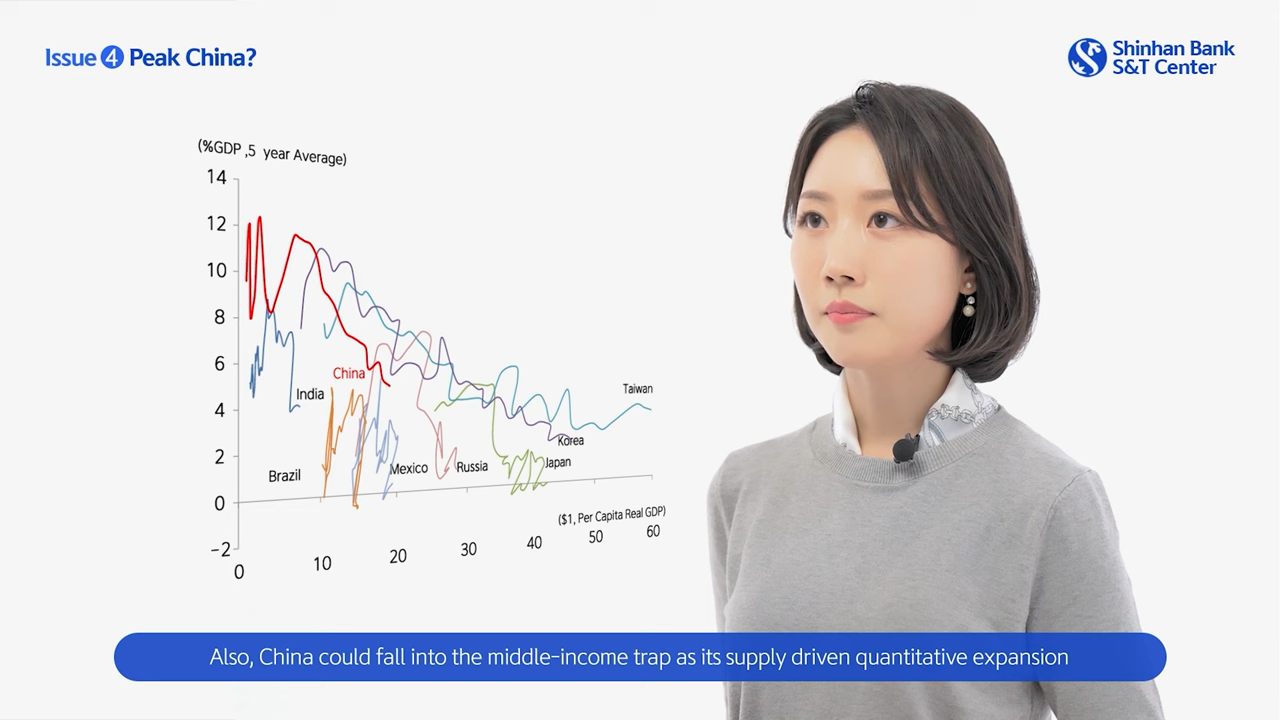 Issue 4 Peak China?
Shinhan Bank
S&T Center
(%GDP ,5 year Average)
14
12
10
8
6
4
2
0
-2
China
India
Brazil
Mexico
Russia
Japan
Korea
Taiwan
($1, Per Capita Real GDP)
0
10
20
30
40
50
60
Also, China could fall into the middle-income trap as its supply driven quantitative expansion